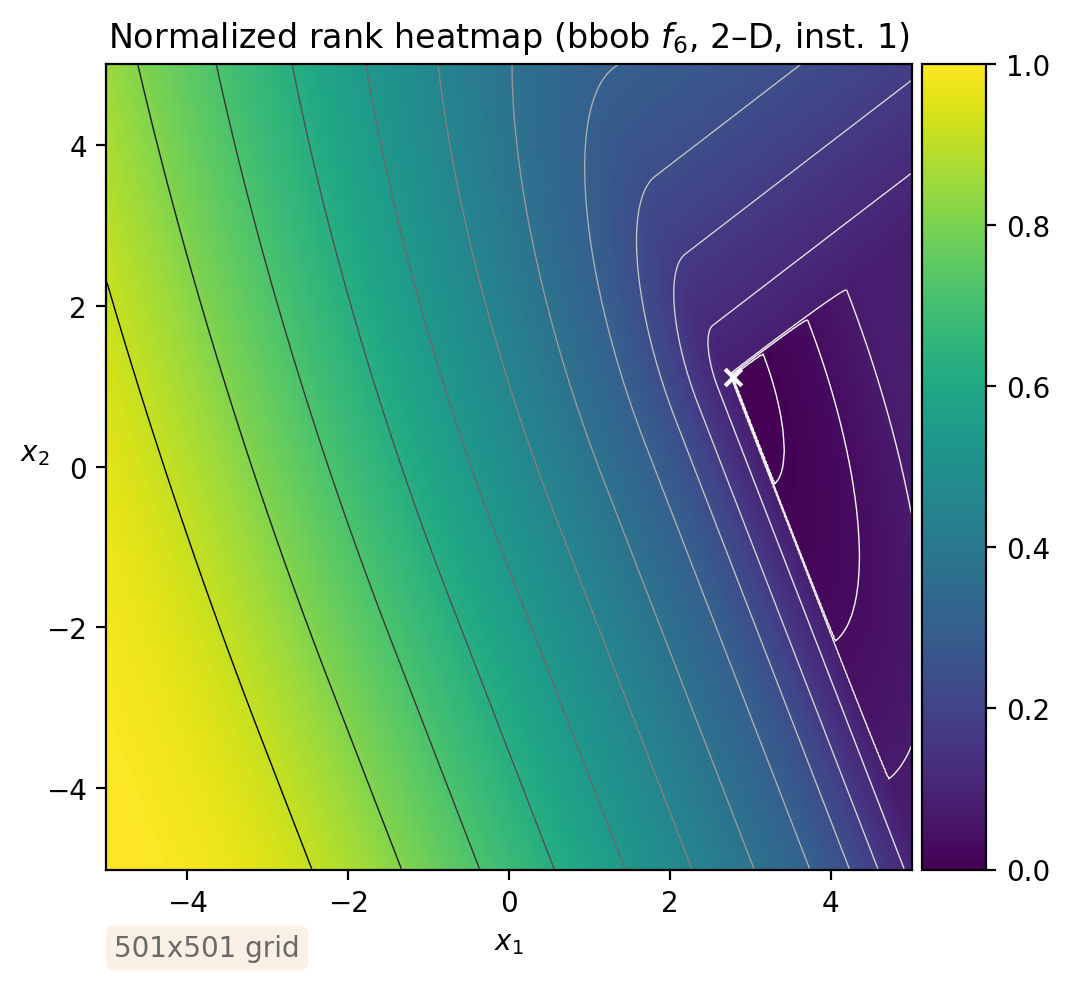 Normalized rank heatmap (bbob f₆, 2–D, inst. 1)
1.0
0.8
0.6
0.4
0.2
0.0
4
2
0
−2
−4
x₂
−4 −2 0 2 4
x₁
501x501 grid